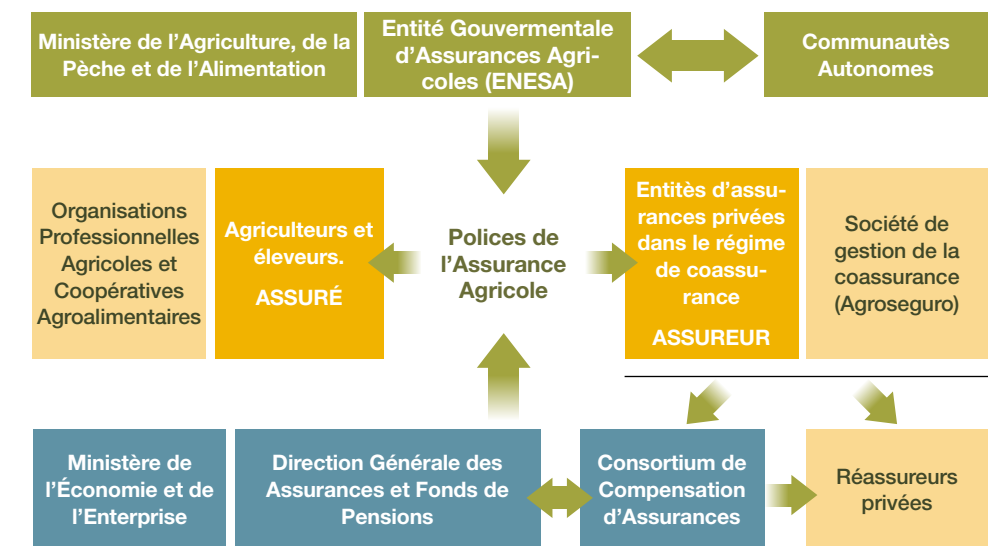 Ministère de l’Agriculture, de la
Pèche et de l’Alimentation
Entité Gouvermentale
d’Assurances Agri-
coles (ENESA)
Communautès
Autonomes
Organisations
Professionnelles
Agricoles et
Coopératives
Agroalimentaires
Agriculteurs et
éleveurs.
ASSURÉ
Polices de
l’Assurance
Agricole
Entitès d’assu-
rances privées
dans le régime
de coassu-
rance
ASSUREUR
Société de
gestion de la
coassurance
(Agroseguro)
Ministère de
l’Économie et de
l’Enterprise
Direction Générale des
Assurances et Fonds de
Pensions
Consortium de
Compensation
d’Assurances
Réassureurs
privées